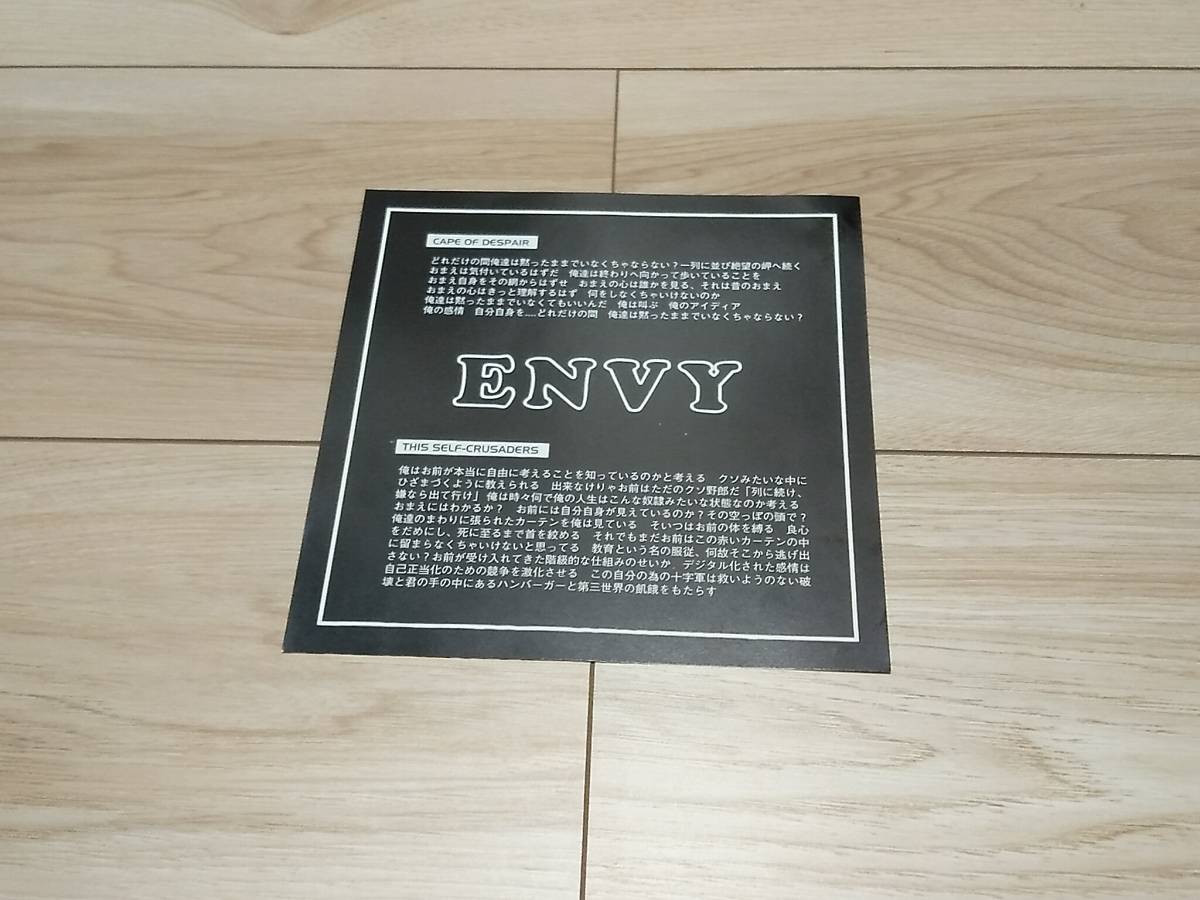 CAPE OF DESPAIR
どれだけの間俺達は黙ったままでいなくちゃならない？一列に並び絶望の岬へ続く
おまえは気付いているはずだ　俺達は終わりへ向かって歩いていることを
おまえ自身をその網からはずせ　おまえの心は誰かを見る、それは昔のおまえ
おまえの心はきっと理解するはず　何をしなくちゃいけないのか
俺達は黙ったままでいなくてもいいんだ　俺は叫ぶ　俺のアイディア
俺の感情　自分自身を……どれだけの間　俺達は黙ったままでいなくちゃならない？
ENVY
THIS SELF-CRUSADERS
俺はお前が本当に自由に考えることを知っているのかと考える　クソみたいな中に
ひざまづくように教えられる　出来なけりゃお前はただのクソ野郎だ「列に続け、
嫌なら出て行け」俺は時々何で俺の人生はこんな奴隷みたいな状態なのか考える
おまえにはわかるか？　お前には自分自身が見えているのか？その空っぽの頭で？
俺達のまわりに張られたカーテンを俺は見ている　そいつはお前の体を縛る　良心
をだめにし、死に至るまで首を絞める　それでもまだお前はこの赤いカーテンの中
に留まらなくちゃいけないと思ってる　教育という名の服従、何故そこから逃げ出
さない？お前が受け入れてきた階級的な仕組みのせいか、デジタル化された感情は
自己正当化のための競争を激化させる　この自分の為の十字軍は救いようのない破
壊と君の手の中にあるハンバーガーと第三世界の飢餓をもたらす